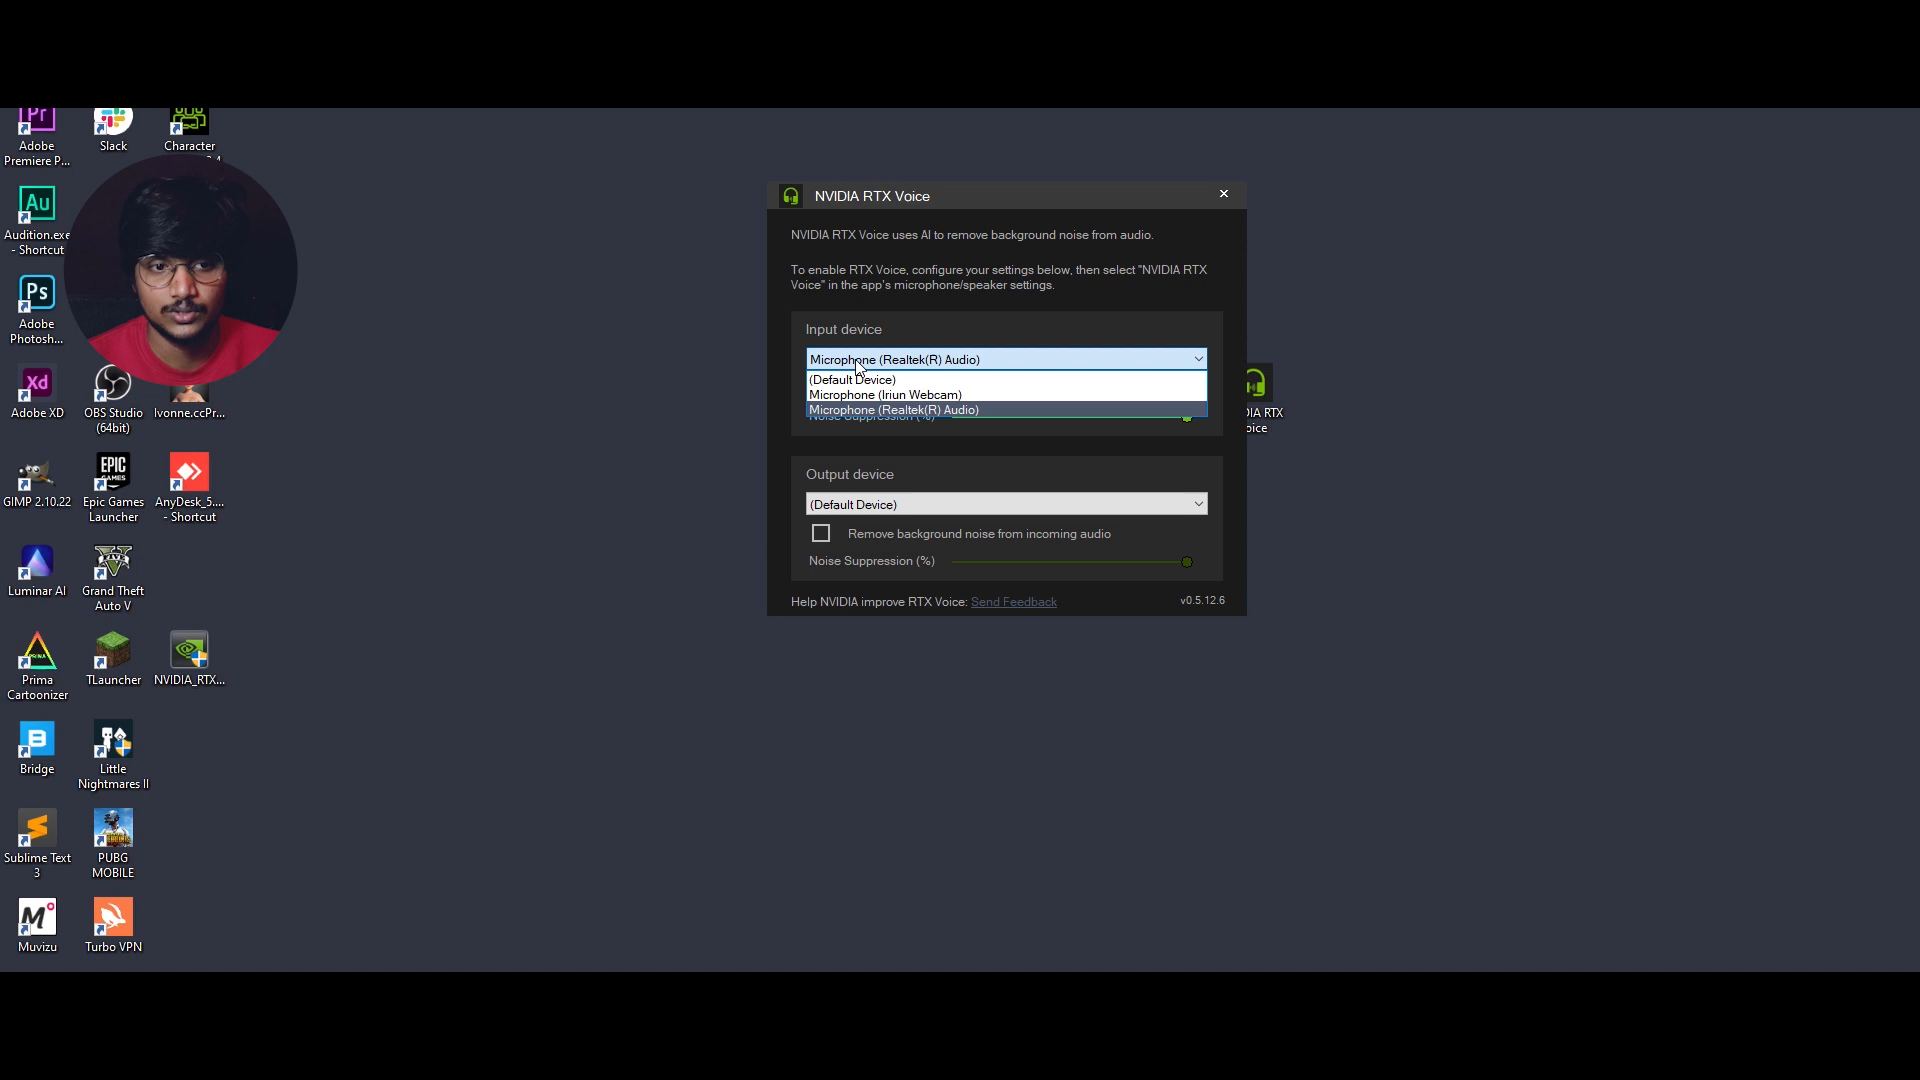 Adobe
Premiere P...
Slack
Character
Audition.exe
- Shortcut
Adobe
Photosh...
Adobe XD
OBS Studio
(64bit)
Ivonne.ccPr...
GIMP 2.10.22
Epic Games
Launcher
AnyDesk_5....
- Shortcut
Luminar AI
Grand Theft
Auto V
Prima
Cartoonizer
TLauncher
NVIDIA_RTX...
Bridge
Little
Nightmares II
Sublime Text
3
PUBG
MOBILE
Muvizu
Turbo VPN
Pr
Au
Ps
Xd
EPIC
GAMES
FIVE
B
S
M
NVIDIA RTX Voice
NVIDIA RTX Voice uses AI to remove background noise from audio.
To enable RTX Voice, configure your settings below, then select "NVIDIA RTX
Voice" in the app's microphone/speaker settings.
Input device
Microphone (Realtek(R) Audio)
(Default Device)
Microphone (Iriun Webcam)
Microphone (Realtek(R) Audio)
Noise Suppression (%)
Output device
(Default Device)
Remove background noise from incoming audio
Noise Suppression (%)
Help NVIDIA improve RTX Voice: Send Feedback
v0.5.12.6
DIA RTX
oice